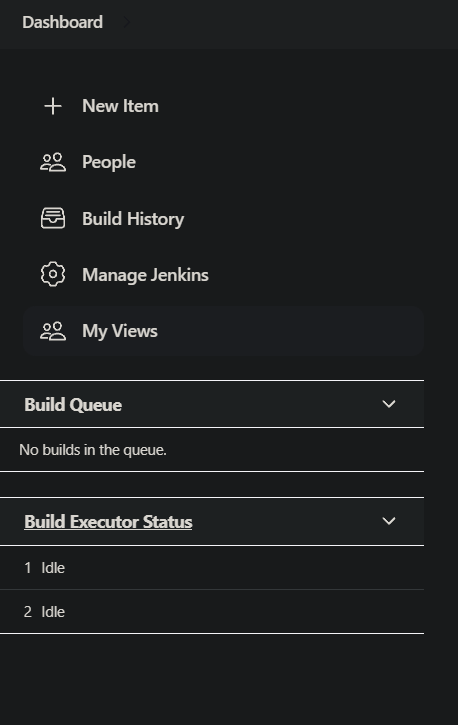 Dashboard
New Item
People
Build History
Manage Jenkins
My Views
Build Queue
No builds in the queue.
Build Executor Status
1 Idle
2 Idle